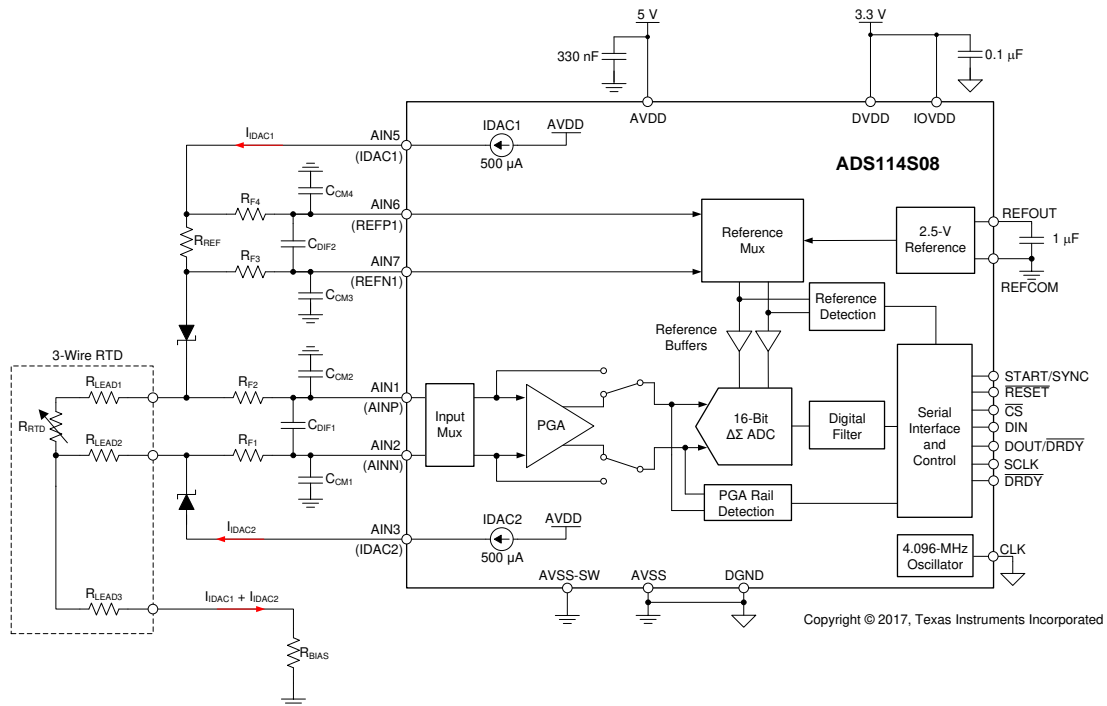 5 V
3.3 V
330 nF
0.1 µF
AVDD
DVDD
IOVDD
ADS114S08
IIDAC1
AIN5
(IDAC1)
IDAC1
500 µA
AVDD
CCM4
RF4
AIN6
(REFP1)
RREF
CDIF2
RF3
AIN7
(REFN1)
CCM3
Reference
Mux
2.5-V
Reference
REFOUT
1 µF
REFCOM
Reference
Detection
Reference
Buffers
3-Wire RTD
RLEAD1
RF2
CCM2
AIN1
(AINP)
RRTD
CDIF1
RLEAD2
RF1
AIN2
(AINN)
CCM1
Input
Mux
PGA
16-Bit
ΔΣ ADC
Digital
Filter
Serial
Interface
and
Control
START/SYNC
RESET
CS
DIN
DOUT/DRDY
SCLK
DRDY
PGA Rail
Detection
IIDAC2
AIN3
(IDAC2)
IDAC2
500 µA
AVDD
4.096-MHz
Oscillator
CLK
AVSS-SW
AVSS
DGND
RLEAD3
IIDAC1 + IIDAC2
RBIAS
Copyright © 2017, Texas Instruments Incorporated